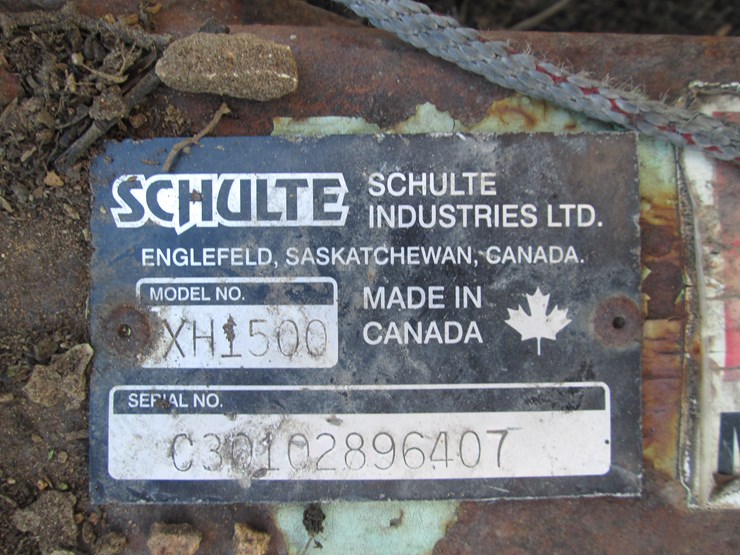 SCHULTE
SCHULTE
INDUSTRIES LTD.
ENGLEFELD, SASKATCHEWAN, CANADA.
MODEL NO.
XH1500
MADE IN
CANADA
SERIAL NO.
C30102896407